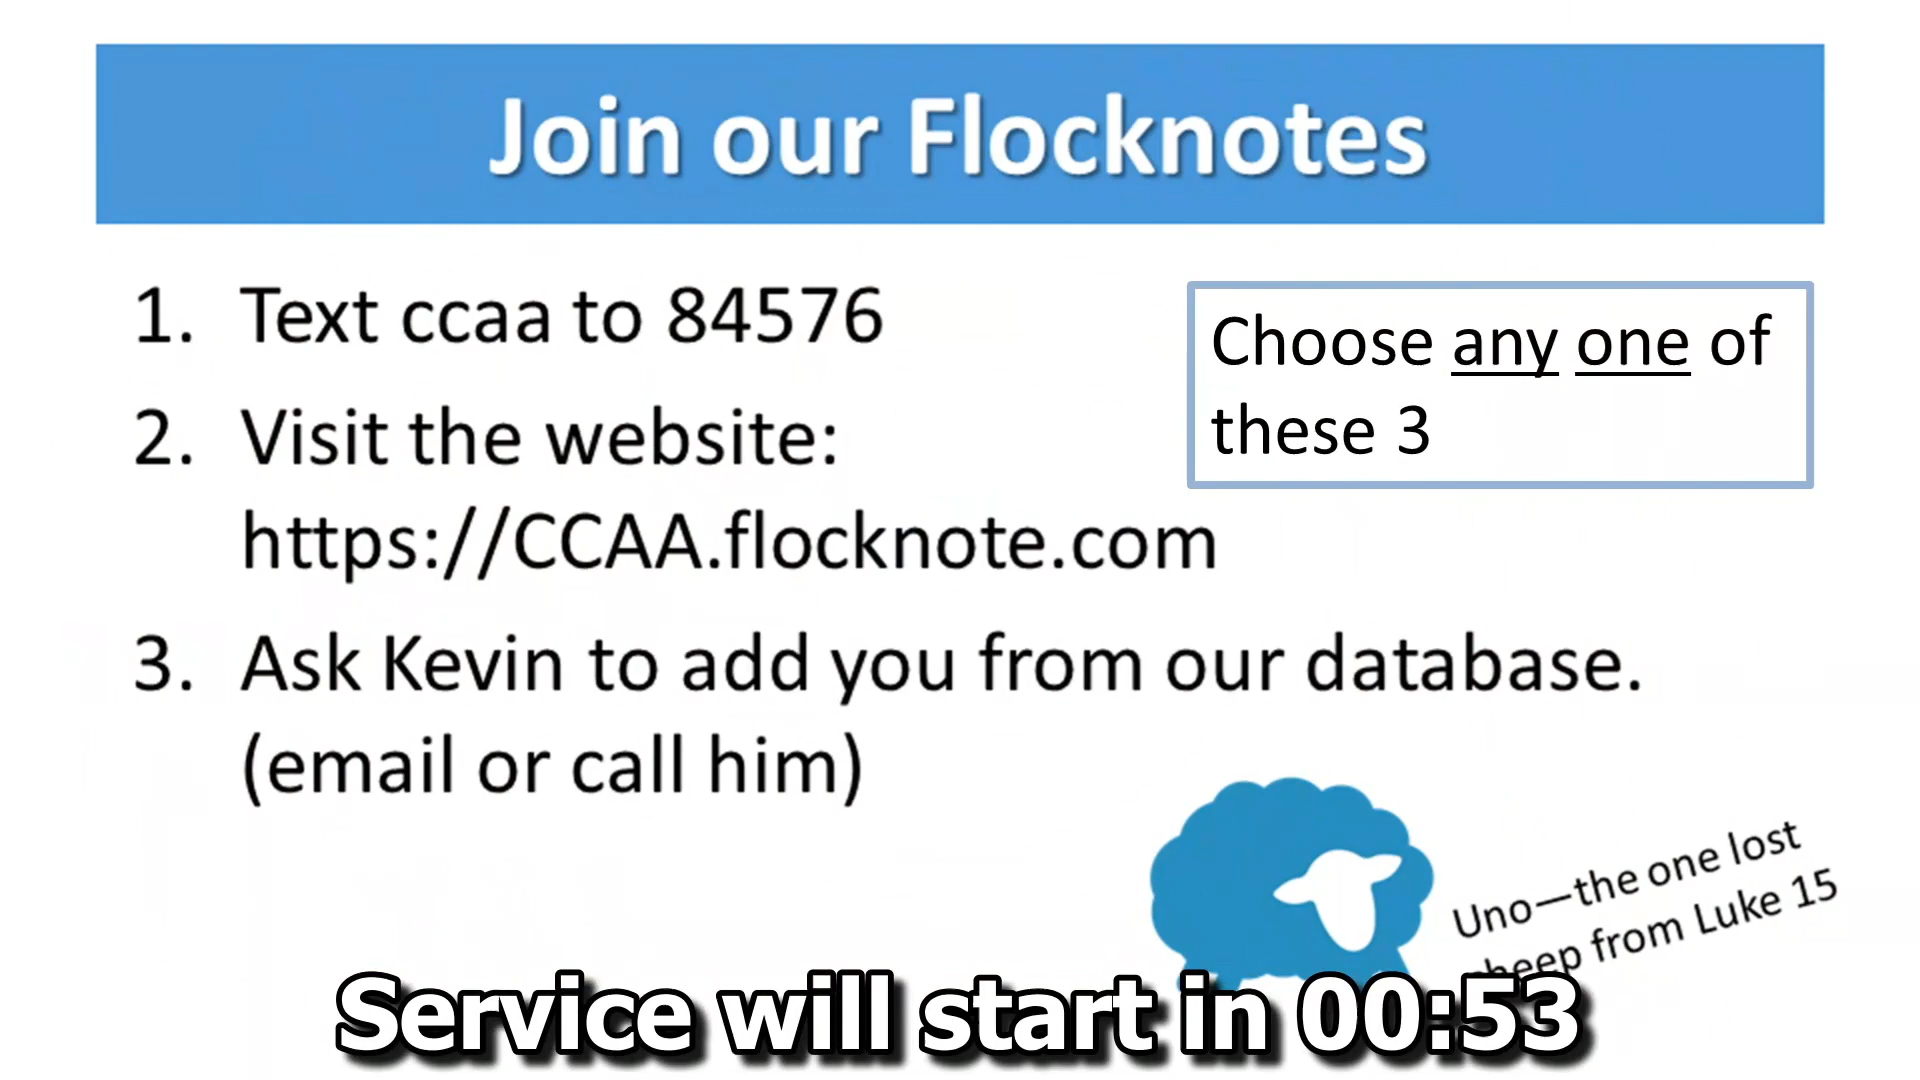 Join our Flocknotes
1. Text ccaa to 84576
2. Visit the website:
https://CCAA.flocknote.com
3. Ask Kevin to add you from our database.
(email or call him)
Choose any one of
these 3
Uno—the one lost
sheep from Luke 15
Service will start in 00:53